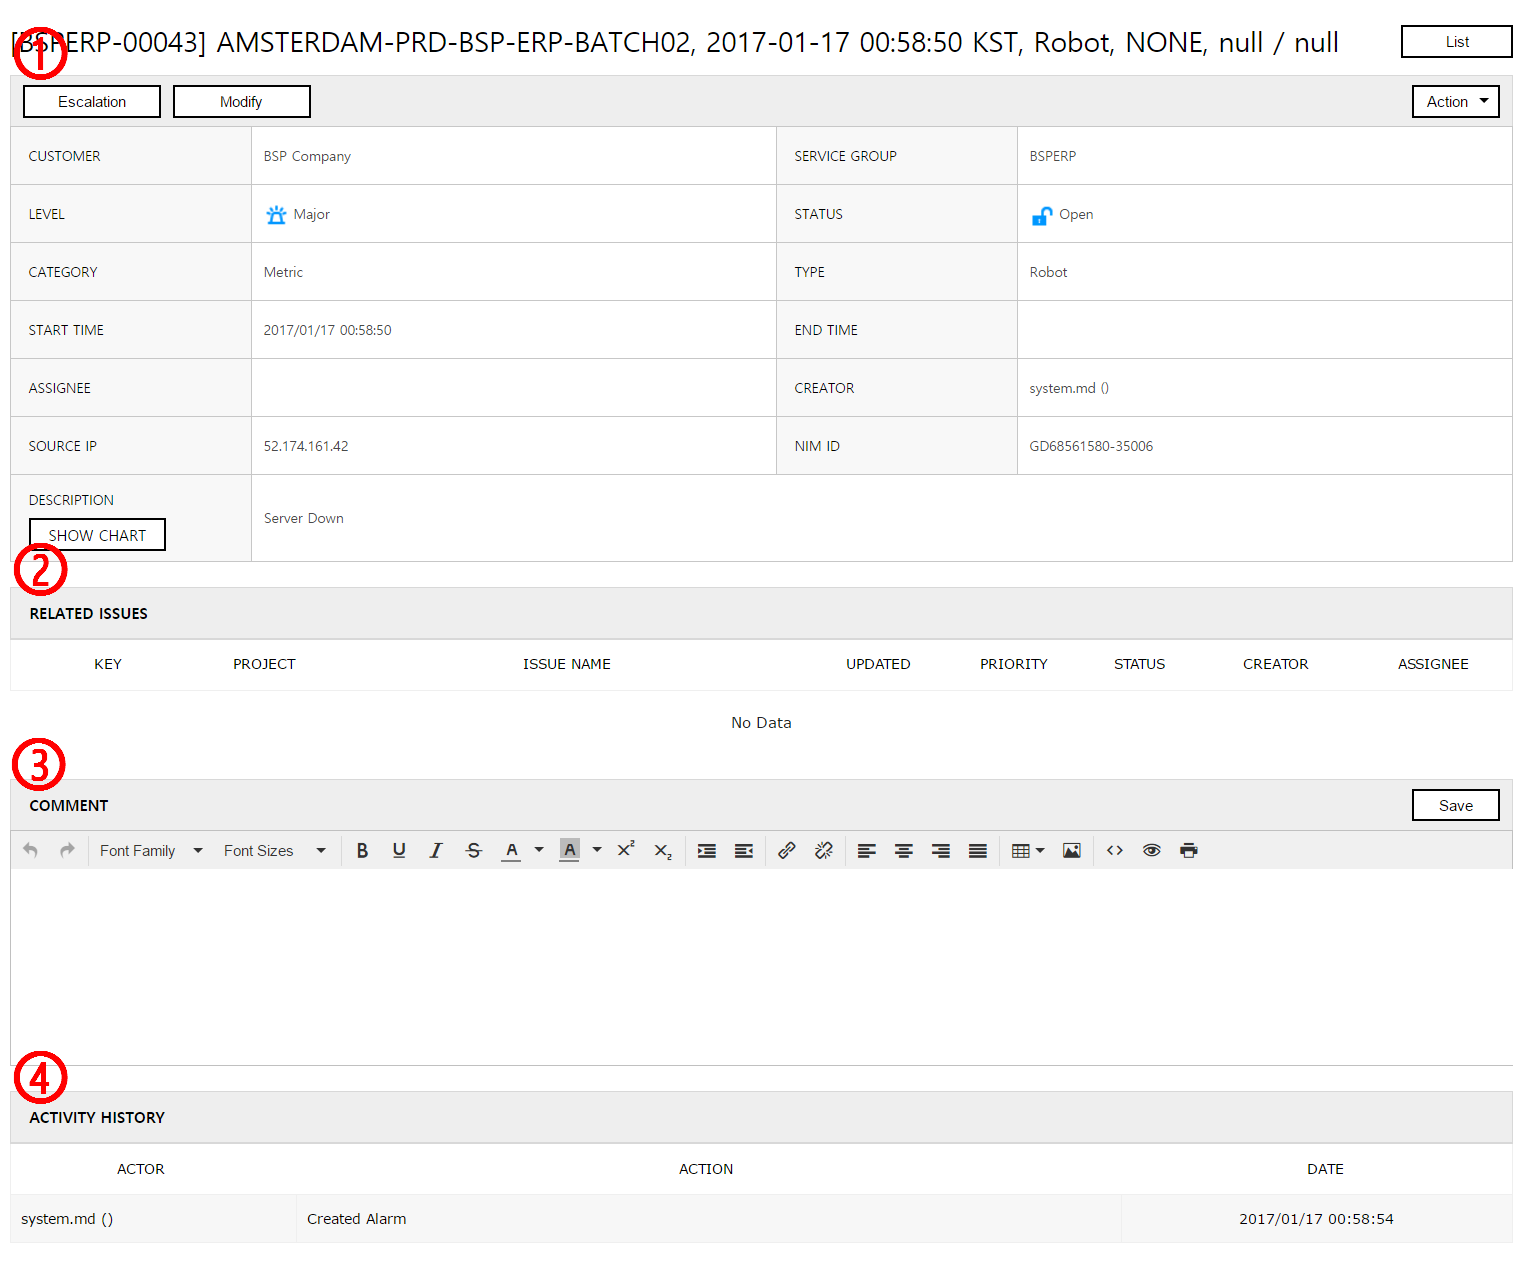 [BSPERP-00043] AMSTERDAM-PRD-BSP-ERP-BATCH02, 2017-01-17 00:58:50 KST, Robot, NONE, null / null List
①
Escalation Modify Action
CUSTOMER BSP Company SERVICE GROUP BSPERP
LEVEL Major STATUS Open
CATEGORY Metric TYPE Robot
START TIME 2017/01/17 00:58:50 END TIME
ASSIGNEE CREATOR system.md ()
SOURCE IP 52.174.161.42 NIM ID GD68561580-35006
DESCRIPTION
Server Down
SHOW CHART
②
RELATED ISSUES
KEY PROJECT ISSUE NAME UPDATED PRIORITY STATUS CREATOR ASSIGNEE
No Data
③
COMMENT Save
Font Family Font Sizes B U I S A A X² X₂
④
ACTIVITY HISTORY
ACTOR ACTION DATE
system.md () Created Alarm 2017/01/17 00:58:54